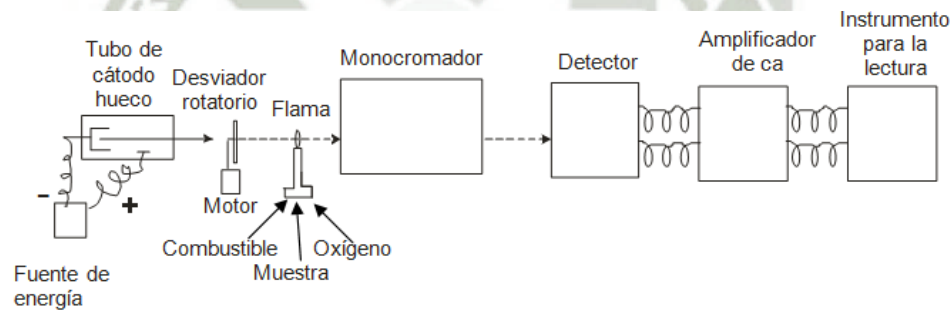 Tubo de
cátodo
hueco
Desviador
rotatorio
Flama
Monocromador
Detector
Amplificador
de ca
Instrumento
para la
lectura
-
+
Motor
Combustible
Oxígeno
Muestra
Fuente de
energía